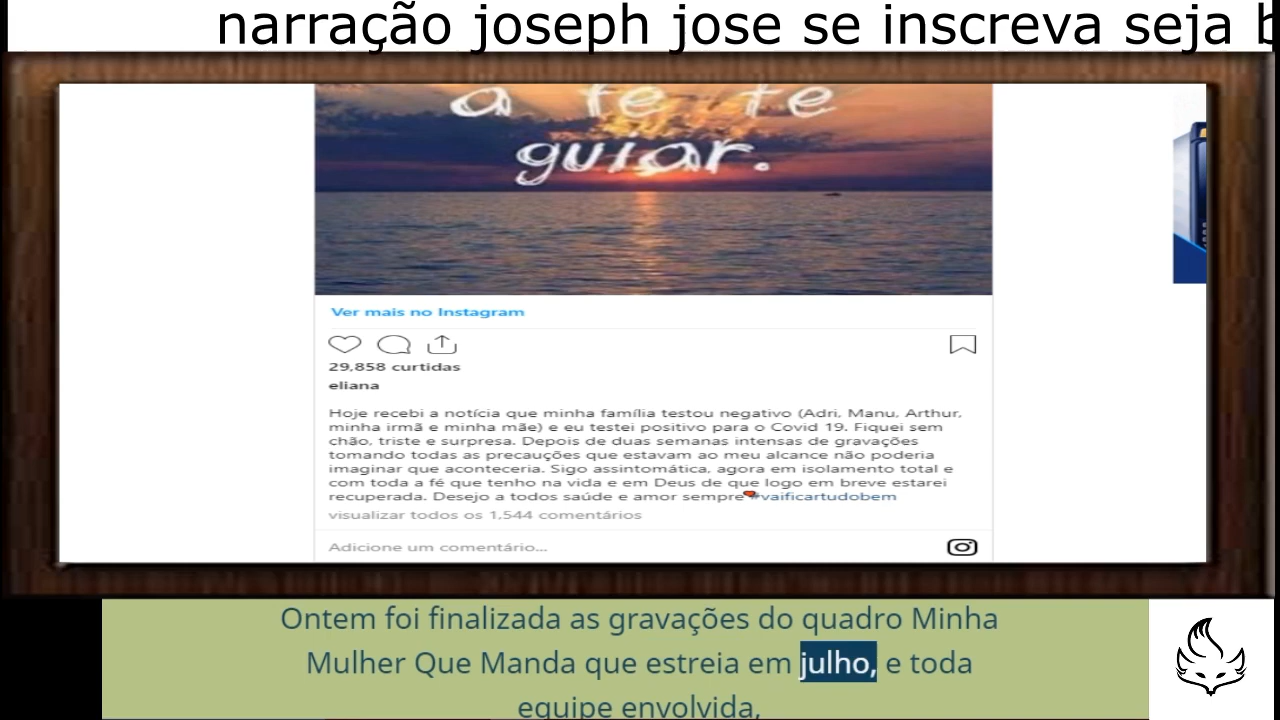 narração joseph jose se inscreva seja b
a fé te
guiar.
Ver mais no Instagram
29,858 curtidas
eliana
Hoje recebi a notícia que minha família testou negativo (Adri, Manu, Arthur,
minha irmã e minha mãe) e eu testei positivo para o Covid 19. Fiquei sem
chão, triste e surpresa. Depois de duas semanas intensas de gravações
tomando todas as precauções que estavam ao meu alcance não poderia
imaginar que aconteceria. Sigo assintomática, agora em isolamento total e
com toda a fé que tenho na vida e em Deus de que logo em breve estarei
recuperada. Desejo a todos saúde e amor sempre❣️#vaificartudobem
visualizar todos os 1,544 comentários
Adicione um comentário...
Ontem foi finalizada as gravações do quadro Minha
Mulher Que Manda que estreia em julho, e toda
equipe envolvida,